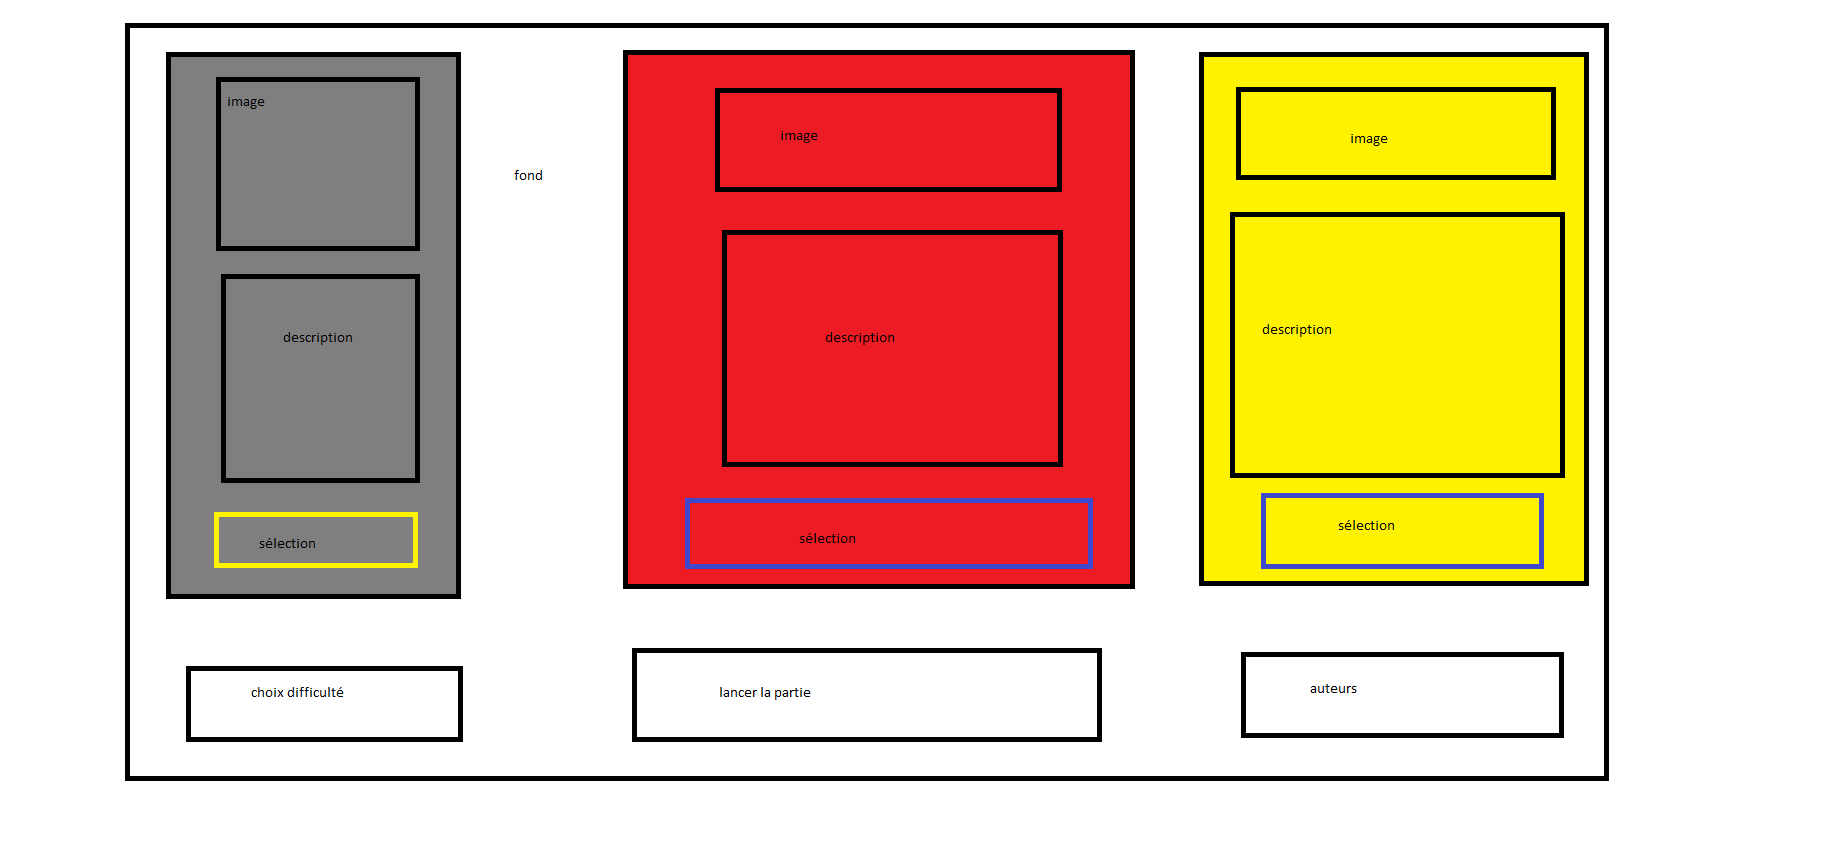 image
description
sélection
fond
image
description
sélection
image
description
sélection
choix difficulté
lancer la partie
auteurs